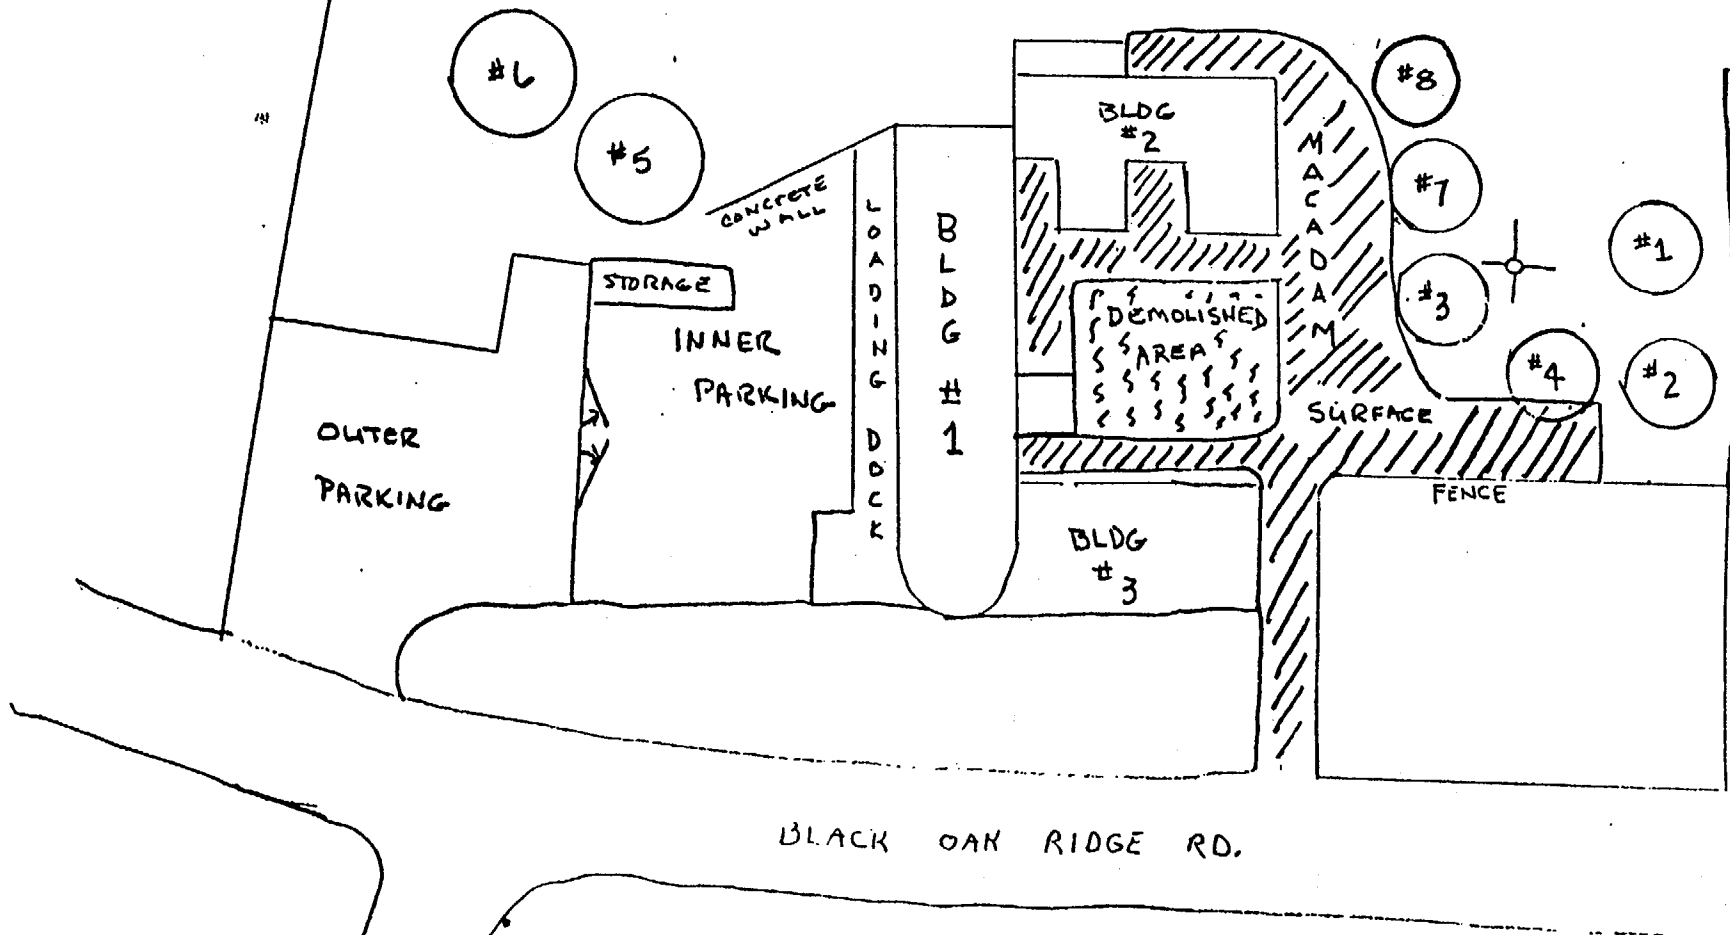 #6
#5
#8
#7
#1
#3
#4
#2
BLDG
#2
MACADAM
SURFACE
CONCRETE
WALL
LOADING DOCK
BLDG #1
STORAGE
INNER
PARKING
DEMOLISHED
AREA
OUTER
PARKING
FENCE
BLDG
#3
BLACK OAK RIDGE RD.